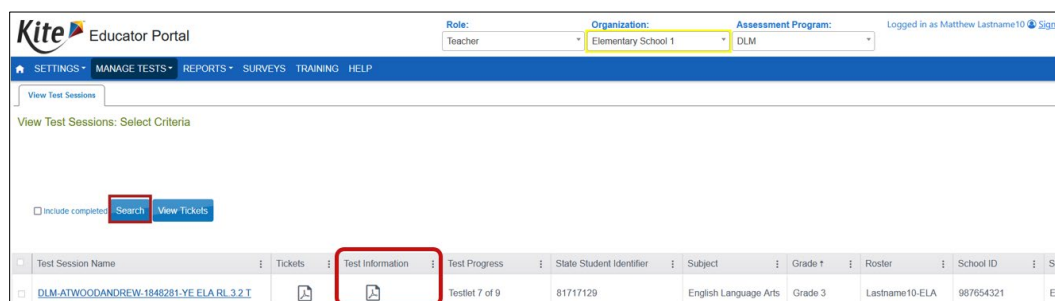 Kite Educator Portal
Role: Organization: Assessment Program: Logged in as Matthew Lastname10 Sign
Teacher Elementary School 1 DLM
SETTINGS MANAGE TESTS REPORTS SURVEYS TRAINING HELP
View Test Sessions
View Test Sessions: Select Criteria
Include completed Search View Tickets
Test Session Name Tickets Test Information Test Progress State Student Identifier Subject Grade ↑ Roster School ID S
DLM-ATWOODANDREW-1848281-YE ELA RL 3.2 T Testlet 7 of 9 81717129 English Language Arts Grade 3 Lastname10-ELA 987654321 E